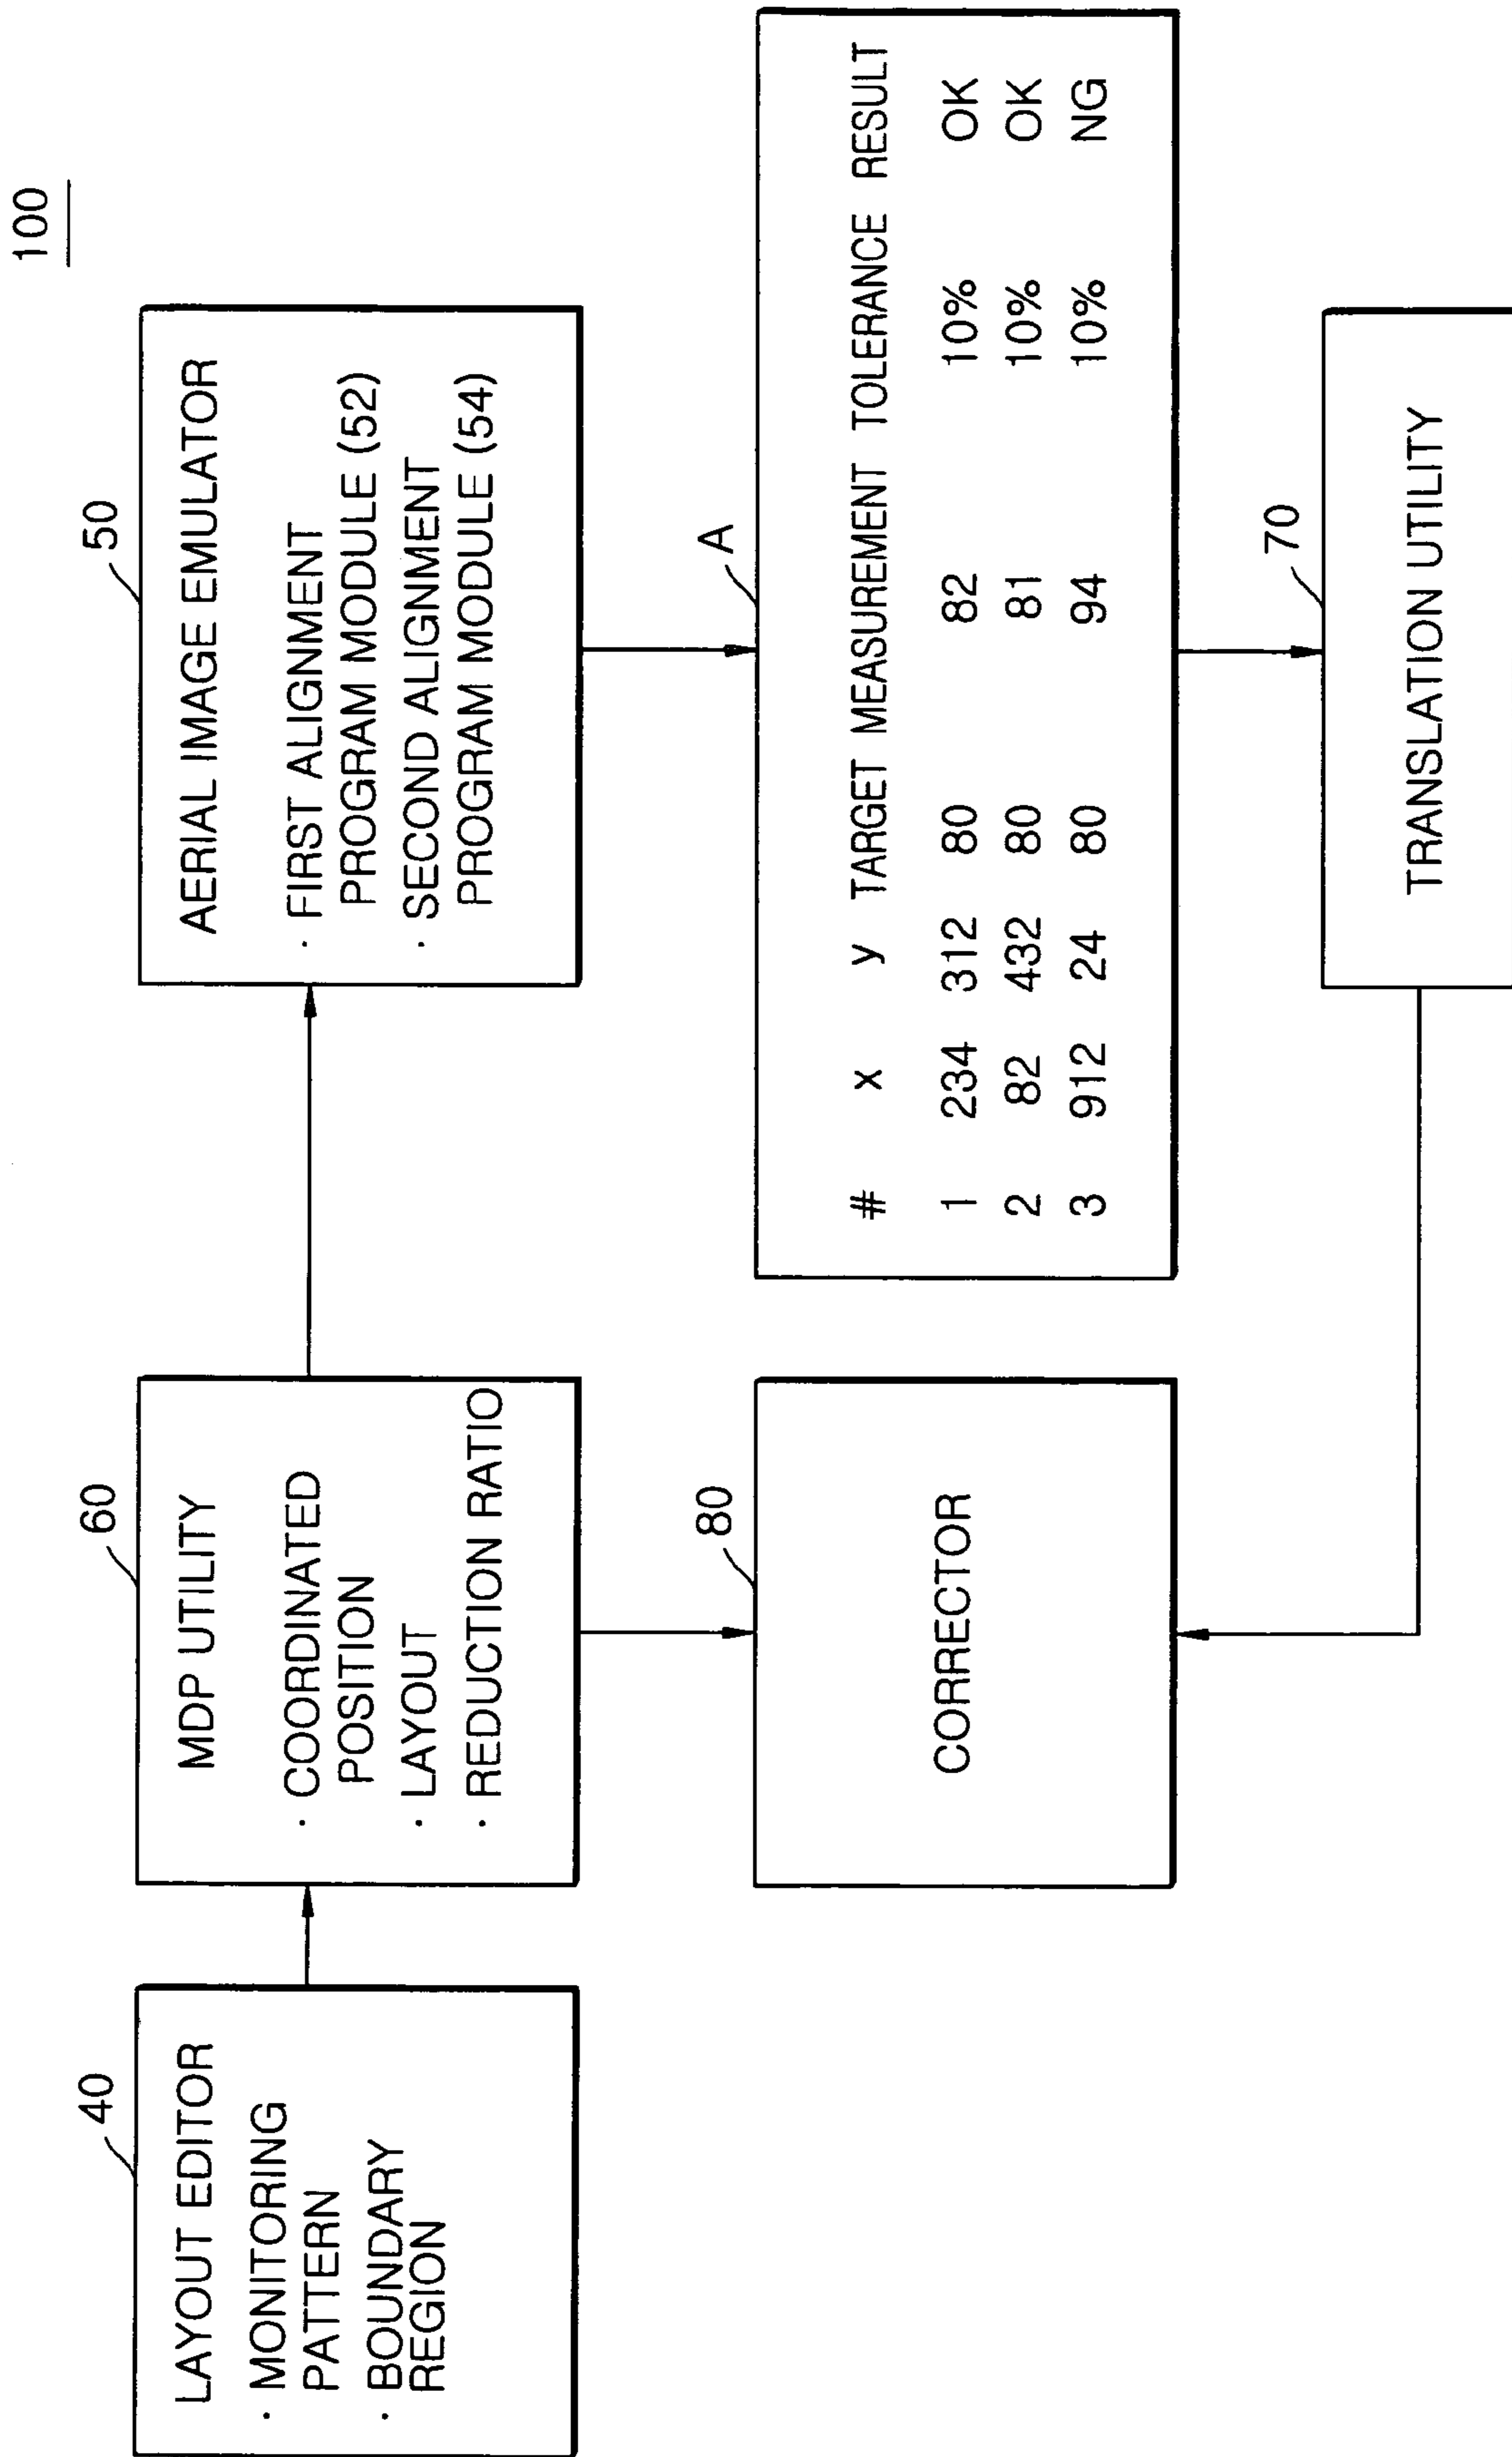 100
40
LAYOUT EDITOR
· MONITORING
PATTERN
· BOUNDARY
REGION
60
MDP UTILITY
· COORDINATED
POSITION
· LAYOUT
· REDUCTION RATIO
50
AERIAL IMAGE EMULATOR
· FIRST ALIGNMENT
PROGRAM MODULE (52)
· SECOND ALIGNMENT
PROGRAM MODULE (54)
80
CORRECTOR
A
# x y TARGET MEASUREMENT TOLERANCE RESULT
1 234 312 80 82 10% OK
2 82 432 80 81 10% OK
3 912 24 80 94 10% NG
70
TRANSLATION UTILITY